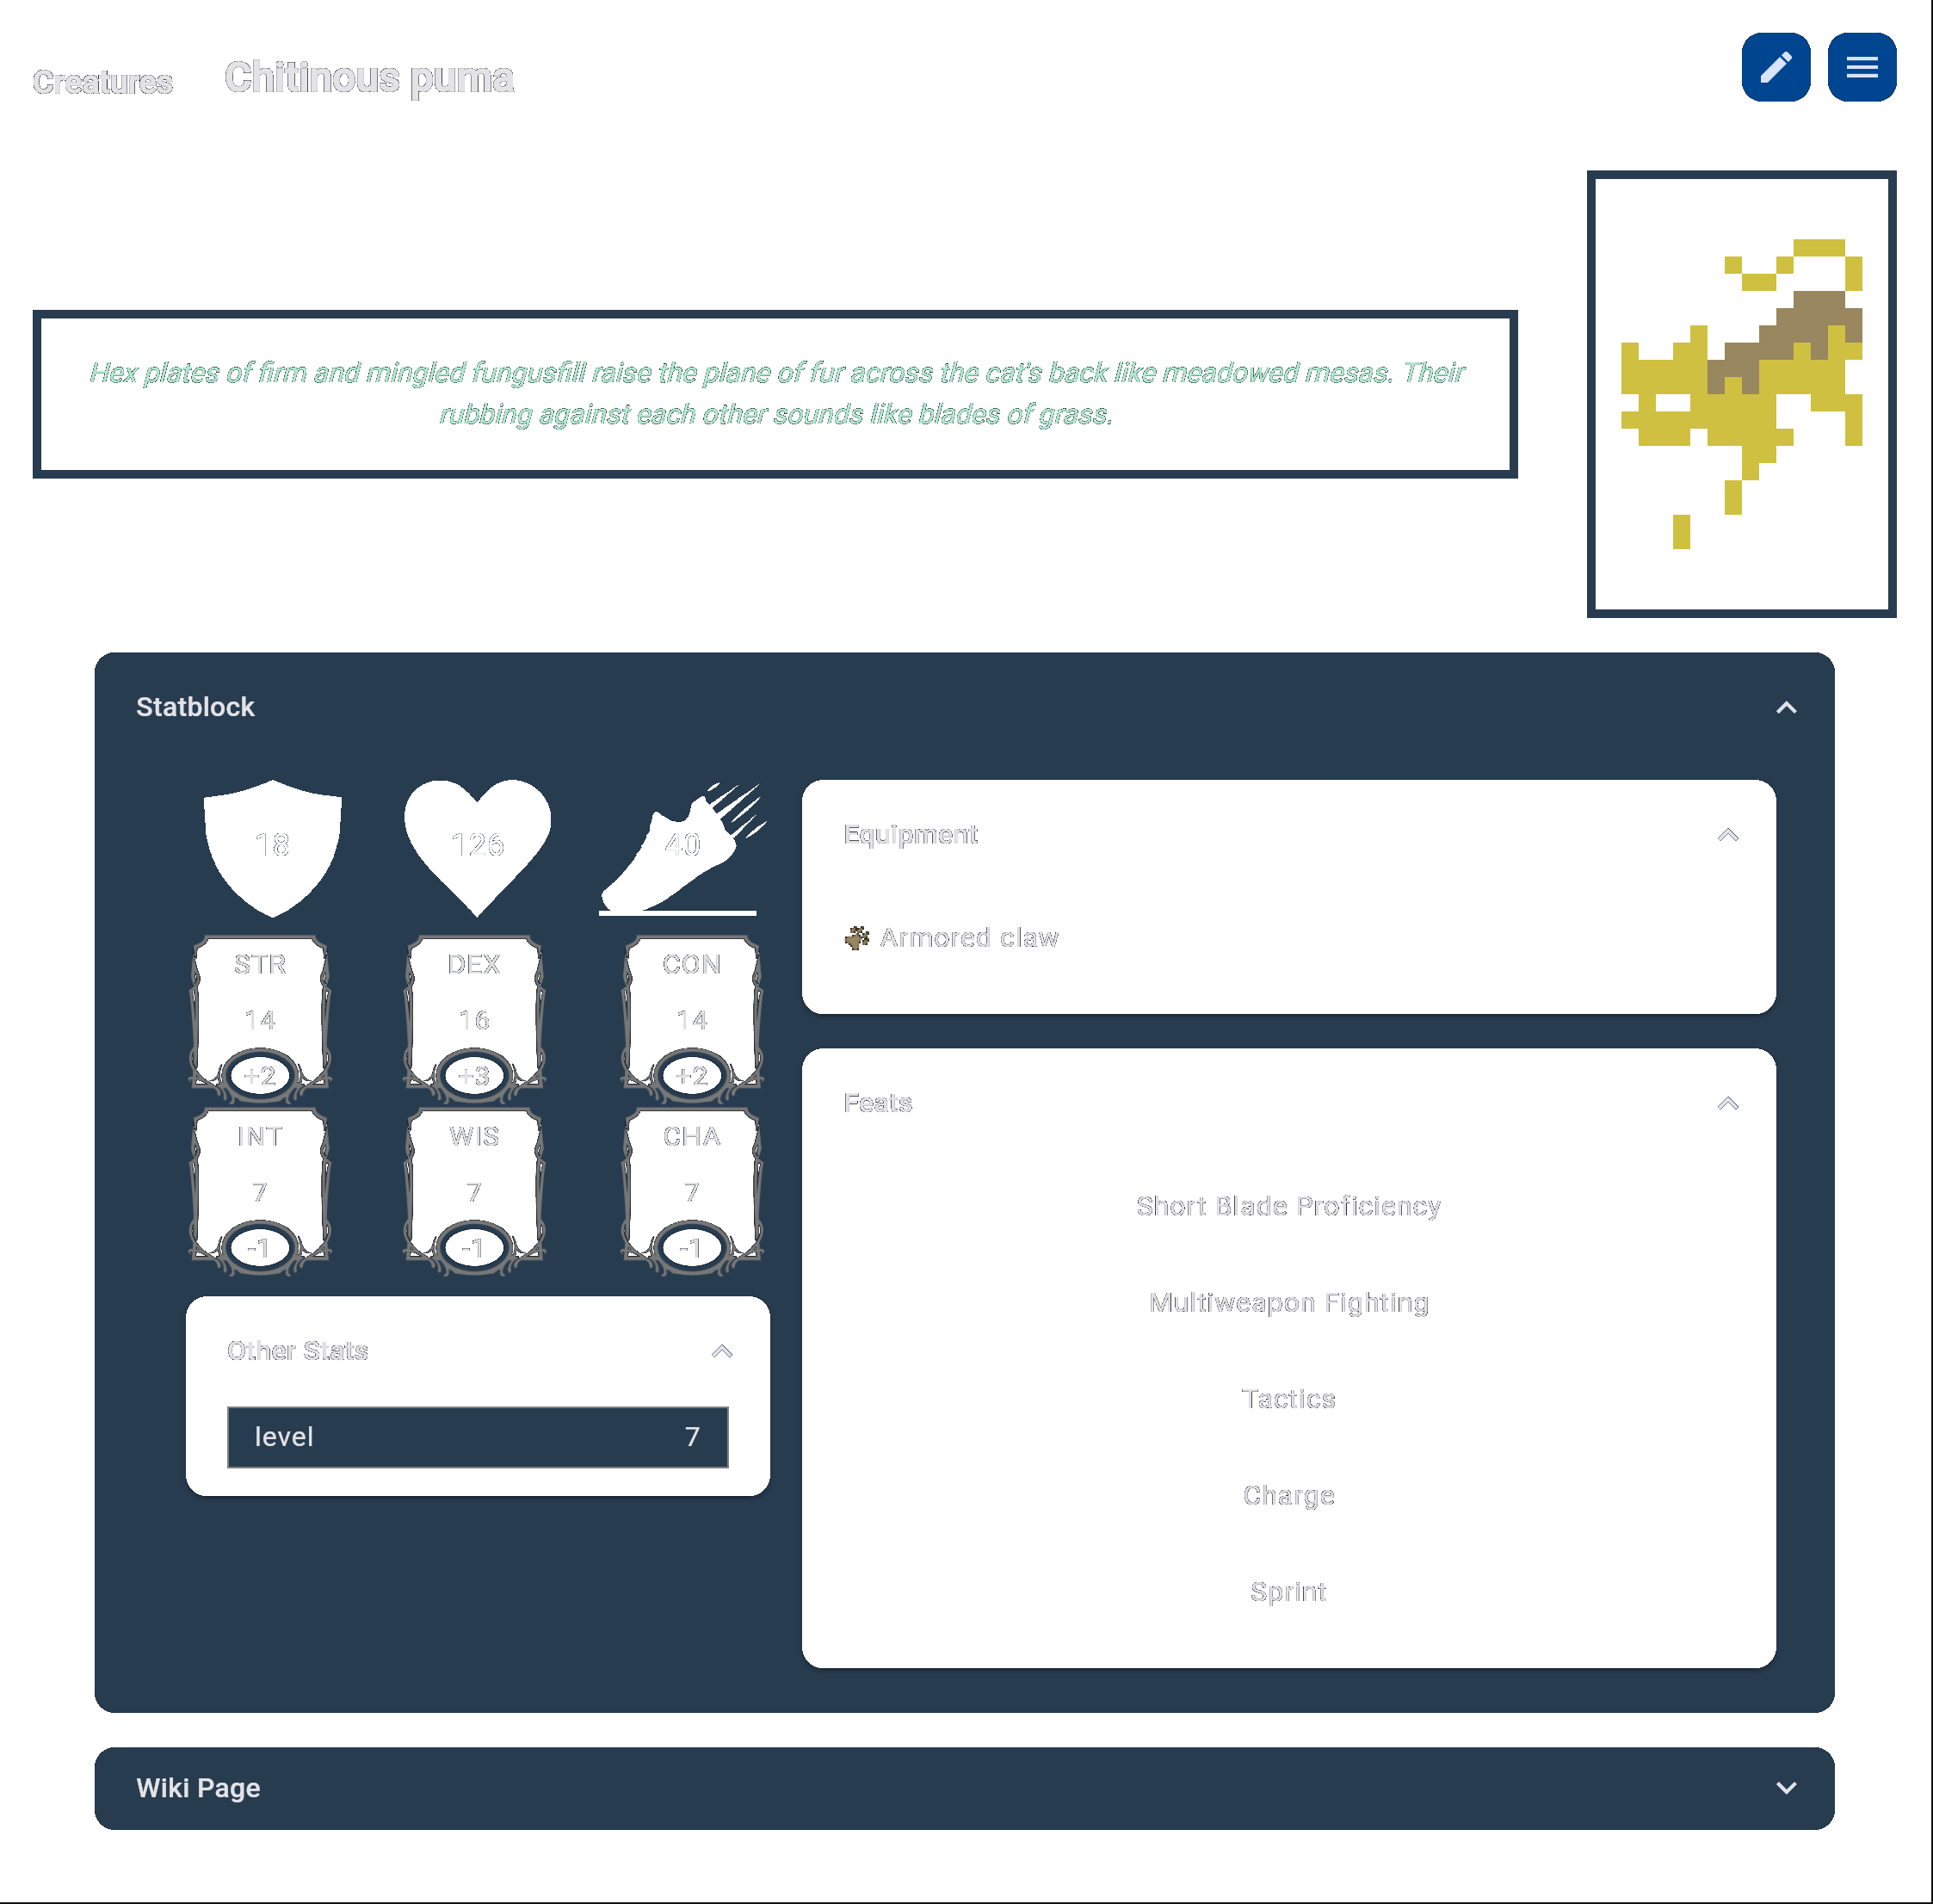 Creatures
Chitinous puma
Hex plates of firm and mingled fungusfill raise the plane of fur across the cat's back like meadowed mesas. Their
rubbing against each other sounds like blades of grass.
Statblock
18
126
40
STR
DEX
CON
14
16
14
+2
+3
+2
INT
WIS
CHA
7
7
7
-1
-1
-1
Other Stats
level 7
Equipment
Armored claw
Feats
Short Blade Proficiency
Multiweapon Fighting
Tactics
Charge
Sprint
Wiki Page